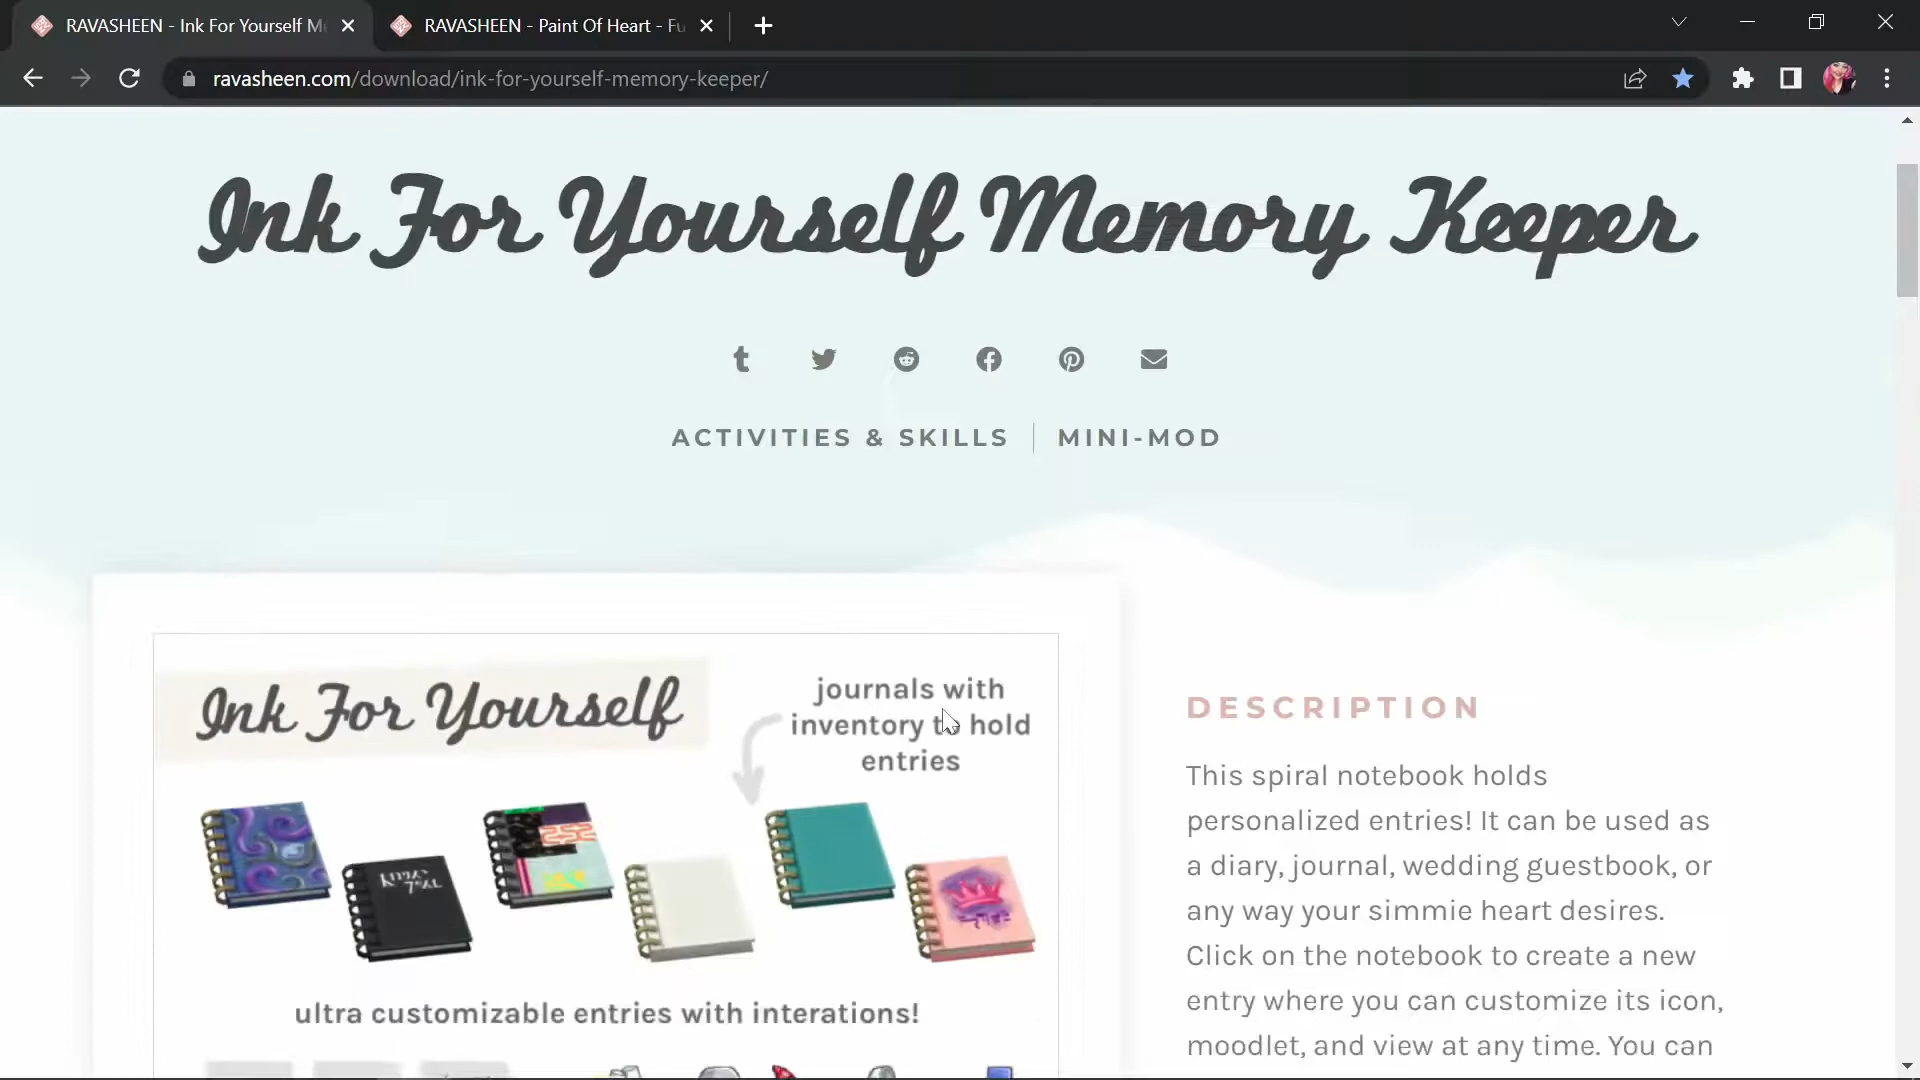 RAVASHEEN - Ink For Yourself M
RAVASHEEN - Paint Of Heart - Fu
ravasheen.com/download/ink-for-yourself-memory-keeper/
Ink For Yourself Memory Keeper
ACTIVITIES & SKILLS
MINI-MOD
Ink For Yourself
journals with
inventory to hold
entries
ultra customizable entries with interations!
DESCRIPTION
This spiral notebook holds
personalized entries! It can be used as
a diary, journal, wedding guestbook, or
any way your simmie heart desires.
Click on the notebook to create a new
entry where you can customize its icon,
moodlet, and view at any time. You can